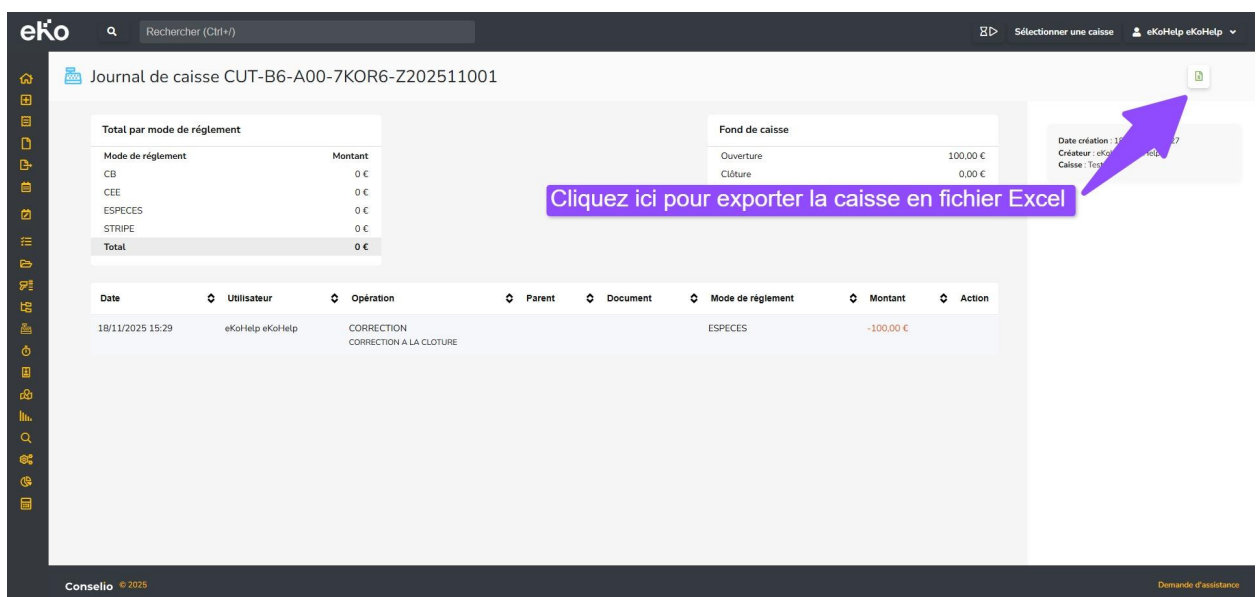 eKo
Rechercher (Ctrl+/)
Sélectionner une caisse
eKoHelp eKoHelp
Journal de caisse CUT-B6-A00-7KOR6-Z202511001
Total par mode de réglement
Mode de réglement Montant
CB 0 €
CEE 0 €
ESPECES 0 €
STRIPE 0 €
Total 0 €
Fond de caisse
Ouverture 100,00 €
Clôture 0,00 €
Date création :
Créateur :
Caisse :
Cliquez ici pour exporter la caisse en fichier Excel
Date Utilisateur Opération Parent Document Mode de réglement Montant Action
18/11/2025 15:29 eKoHelp eKoHelp CORRECTION ESPECES -100,00 €
CORRECTION A LA CLOTURE
Conselio © 2025
Demande d'assistance